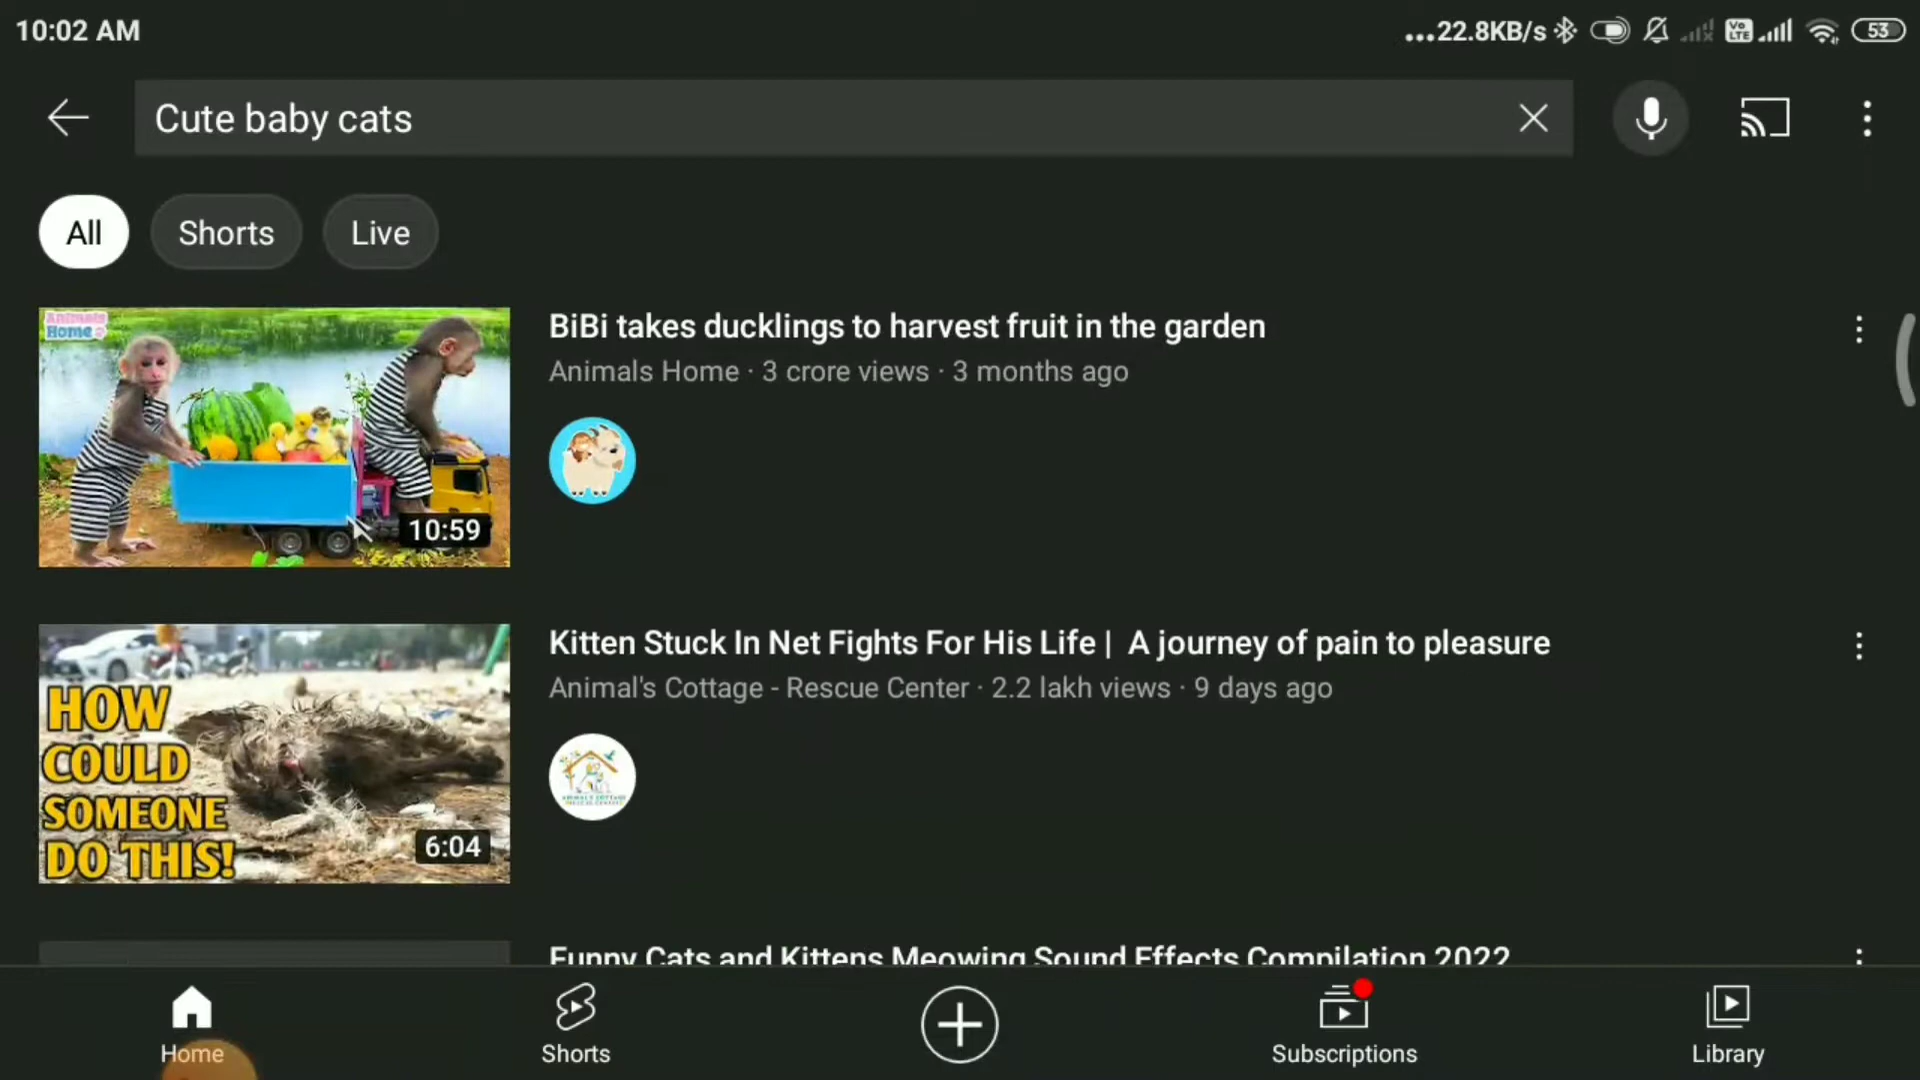 10:02 AM
...22.8KB/s
Vo
LTE
53
Cute baby cats
All
Shorts
Live
Animals
Home
10:59
BiBi takes ducklings to harvest fruit in the garden
Animals Home · 3 crore views · 3 months ago
HOW
COULD
SOMEONE
DO THIS!
6:04
Kitten Stuck In Net Fights For His Life | A journey of pain to pleasure
Animal's Cottage - Rescue Center · 2.2 lakh views · 9 days ago
Funny Cats and Kittens Meowing Sound Effects Compilation 2022
Home
Shorts
Subscriptions
Library